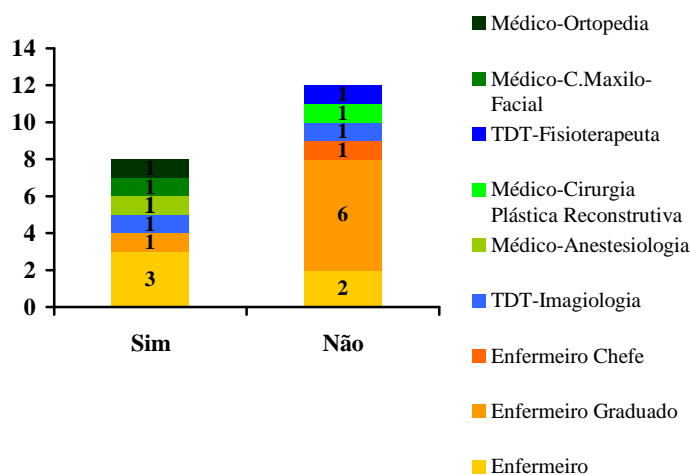 14
12
10
8
6
4
2
0
1
1
1
1
1
3
1
1
1
1
6
2
Sim
Não
Médico-Ortopedia
Médico-C.Maxilo-
Facial
TDT-Fisioterapeuta
Médico-Cirurgia
Plástica Reconstrutiva
Médico-Anestesiologia
TDT-Imagiologia
Enfermeiro Chefe
Enfermeiro Graduado
Enfermeiro